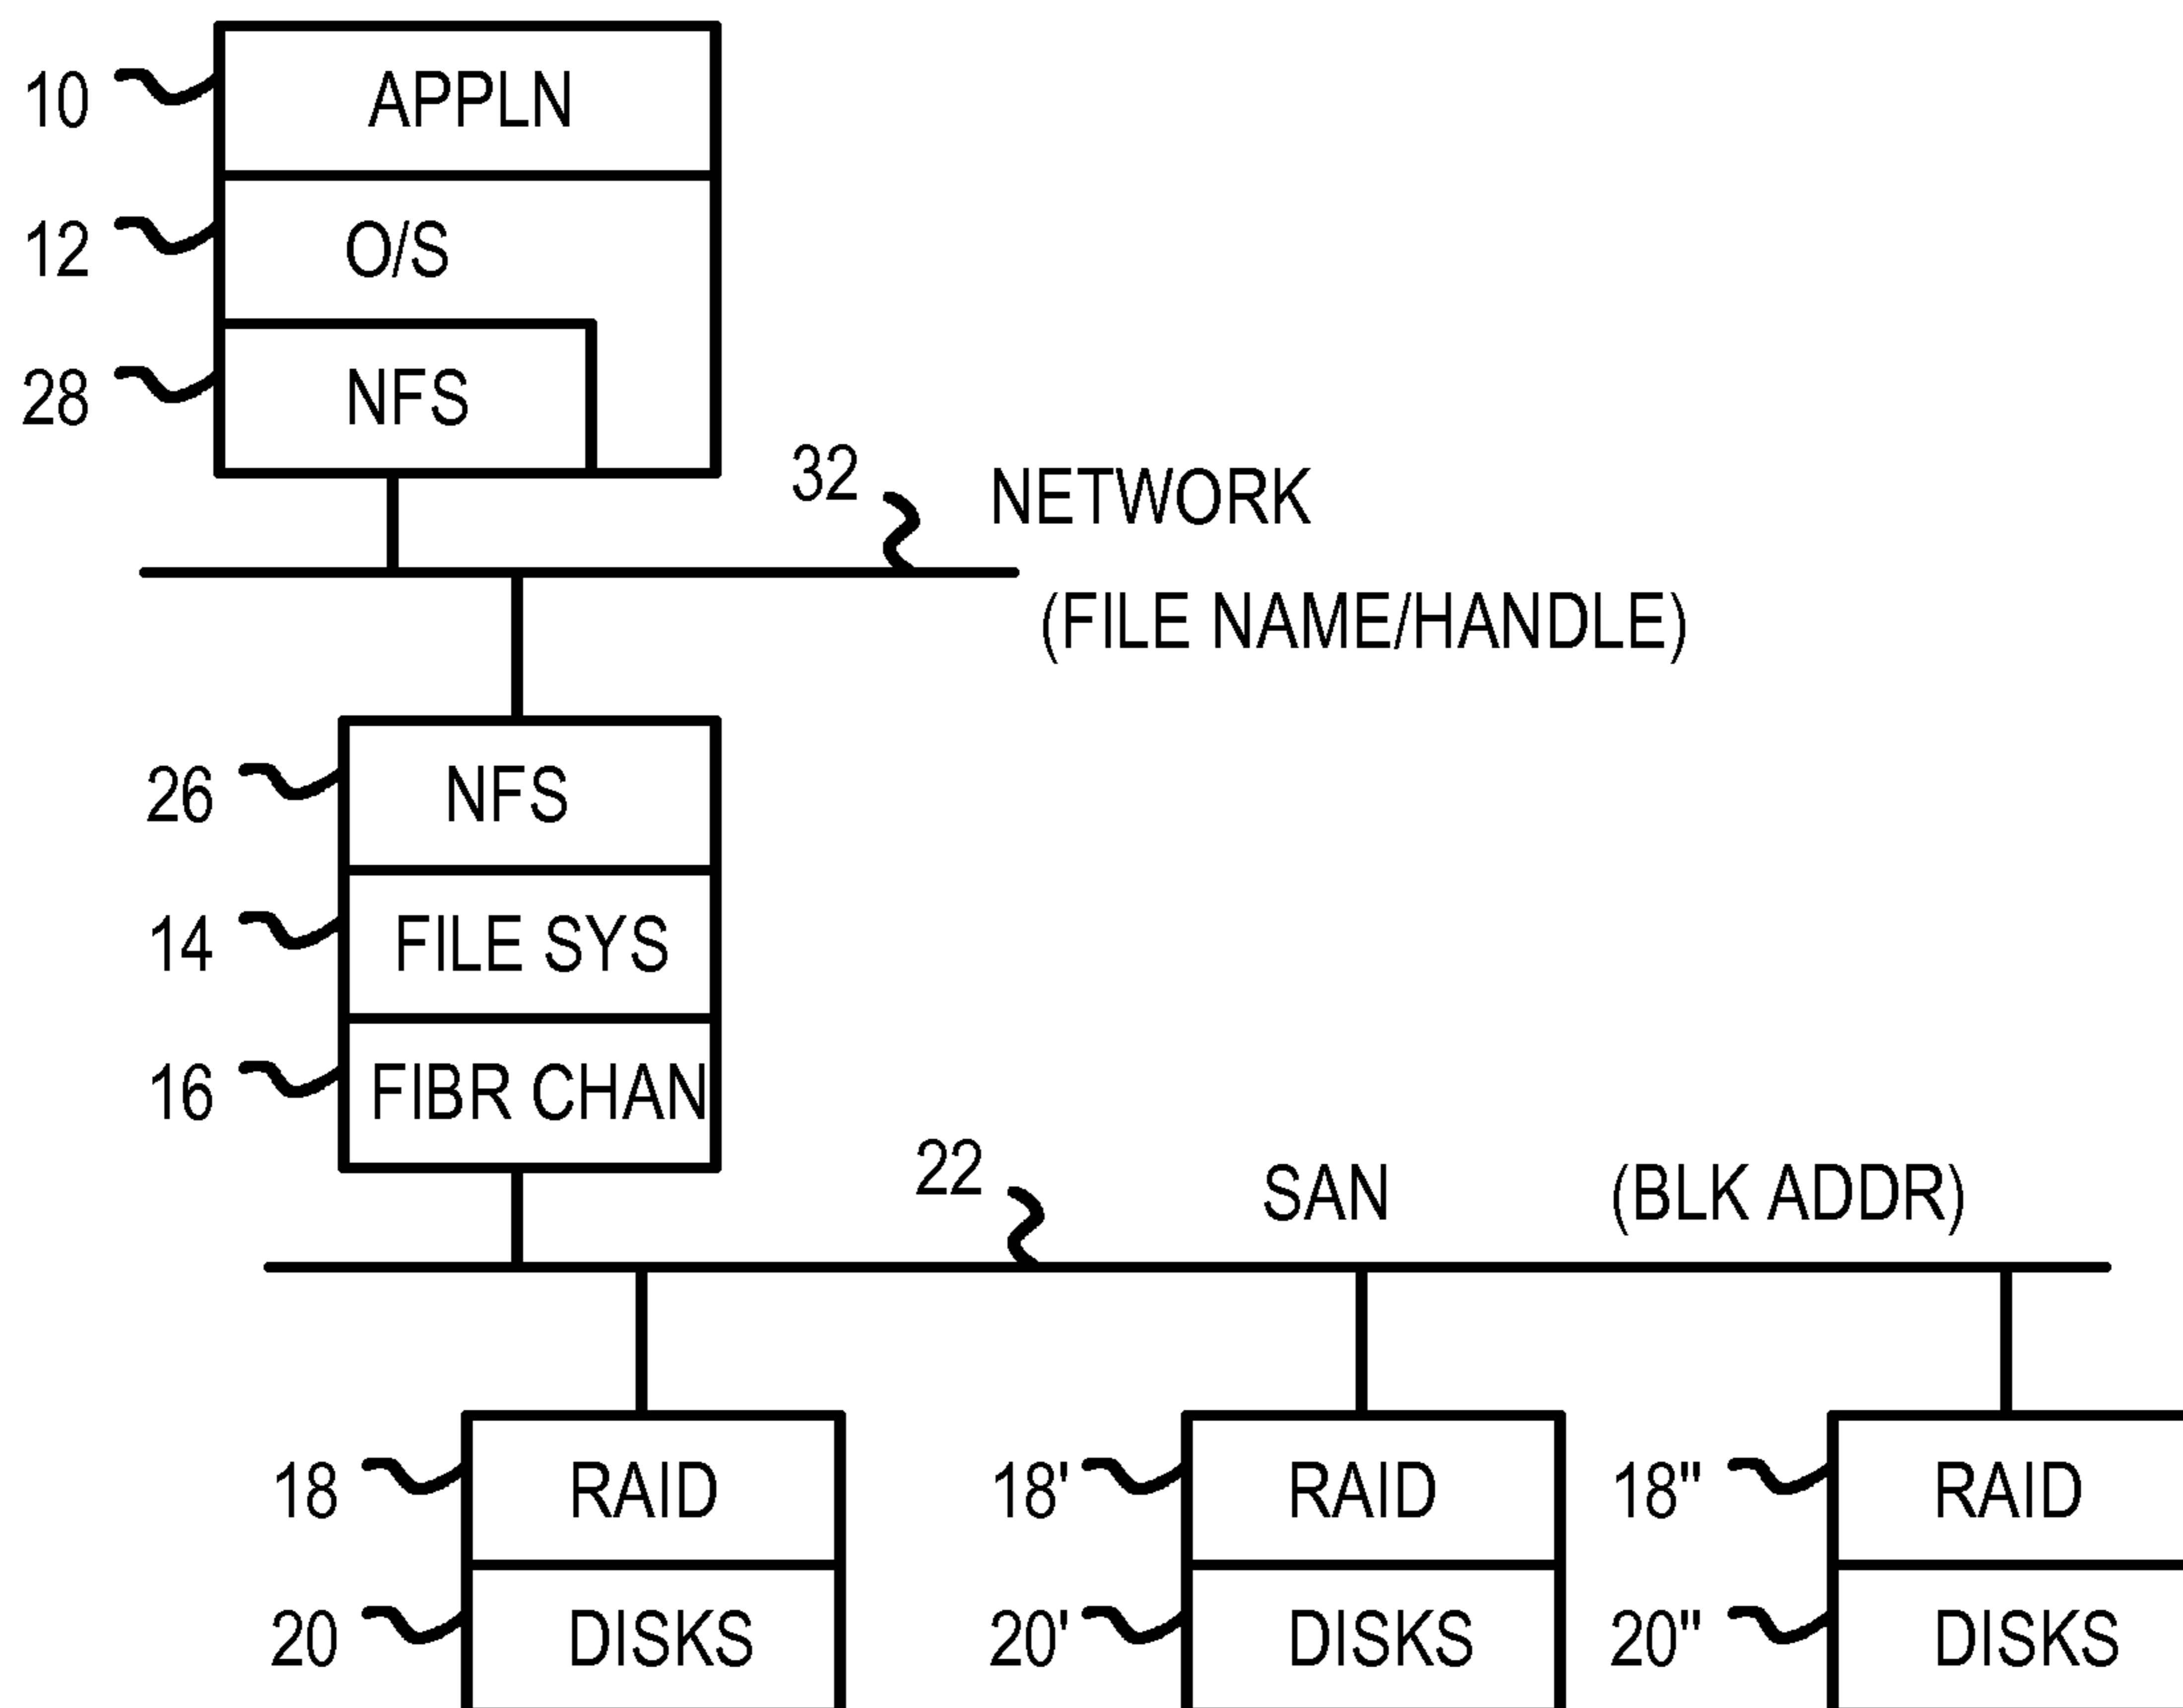 10 APPLN
12 O/S
28 NFS
32 NETWORK
(FILE NAME/HANDLE)
26 NFS
14 FILE SYS
16 FIBR CHAN
22 SAN (BLK ADDR)
18 RAID 18' RAID 18" RAID
20 DISKS 20' DISKS 20" DISKS